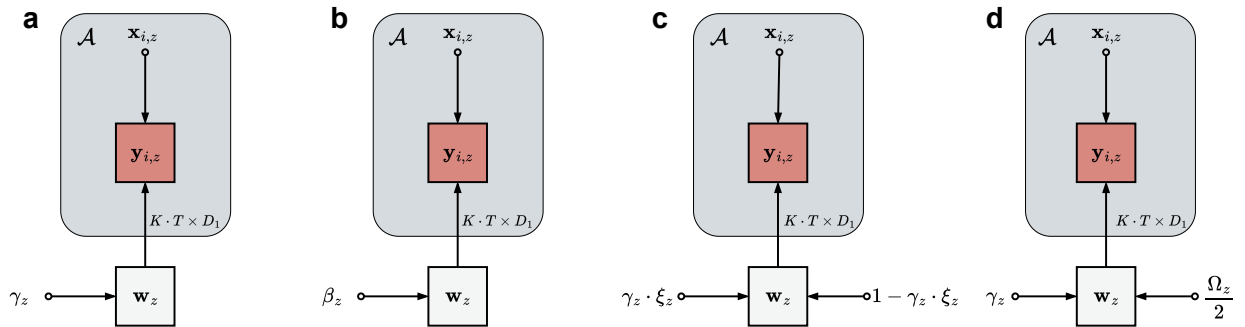 a
𝒜
x_{i,z}
y_{i,z}
K · T × D_1
γ_z
w_z
b
𝒜
x_{i,z}
y_{i,z}
K · T × D_1
β_z
w_z
c
𝒜
x_{i,z}
y_{i,z}
K · T × D_1
γ_z · ξ_z
w_z
1 − γ_z · ξ_z
d
𝒜
x_{i,z}
y_{i,z}
K · T × D_1
γ_z
w_z
Ω_z
2